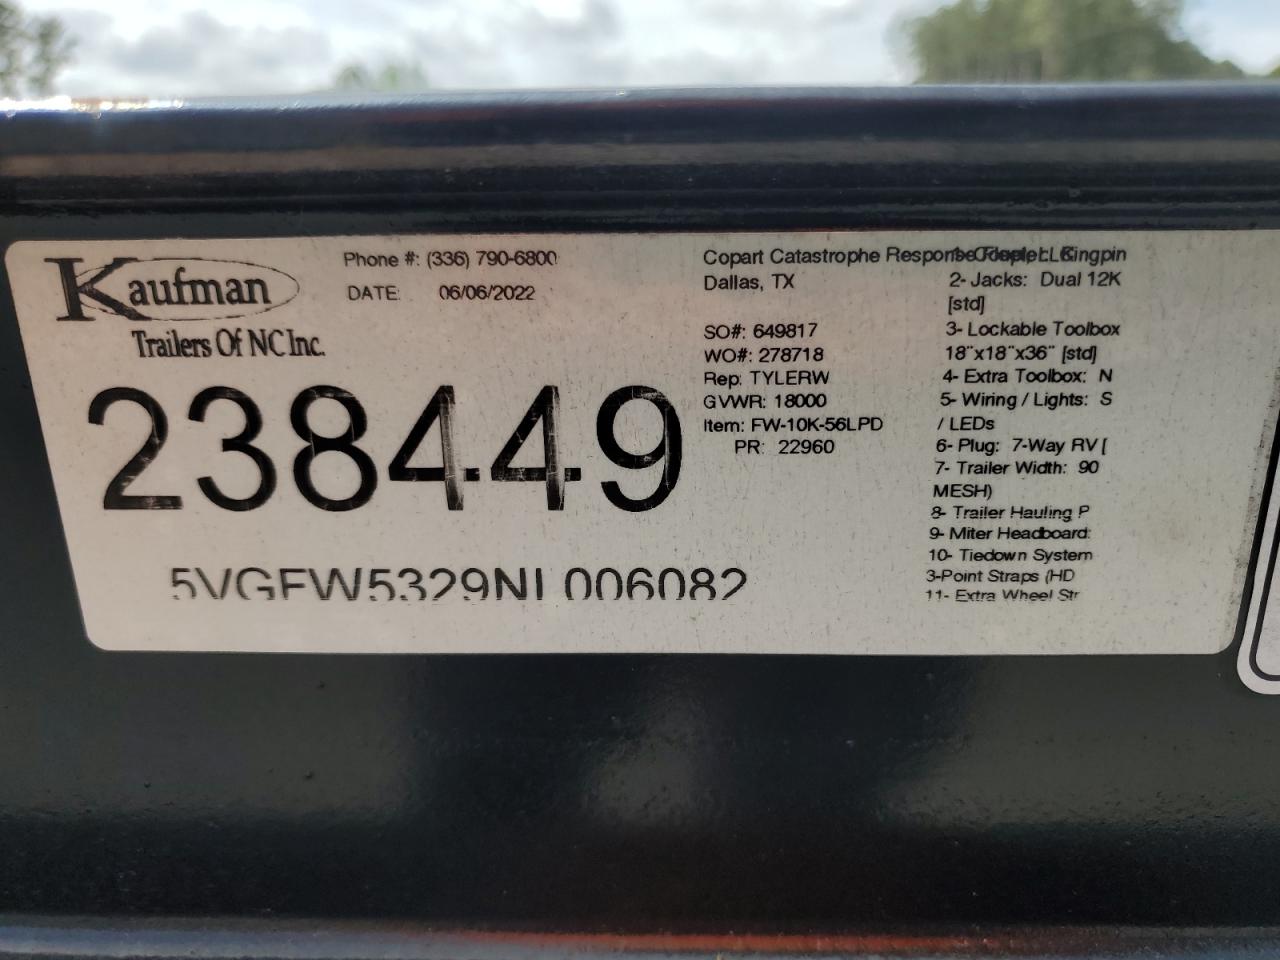 Kaufman
Trailers Of NC Inc.
Phone #: (336) 790-6800
DATE: 06/06/2022
238449
5VGFW5329NL006082
Copart Catastrophe Response
Dallas, TX
SO#: 649817
WO#: 278718
Rep: TYLERW
GVWR: 18000
Item: FW-10K-56LPD
PR: 22960
Kingpin
2- Jacks: Dual 12K
[std]
3- Lockable Toolbox
18"x18"x36" [std]
4- Extra Toolbox: N
5- Wiring / Lights: S
/ LEDs
6- Plug: 7-Way RV [
7- Trailer Width: 90
MESH)
8- Trailer Hauling P
9- Miter Headboard:
10- Tiedown System
3-Point Straps (HD
11- Extra Wheel Str